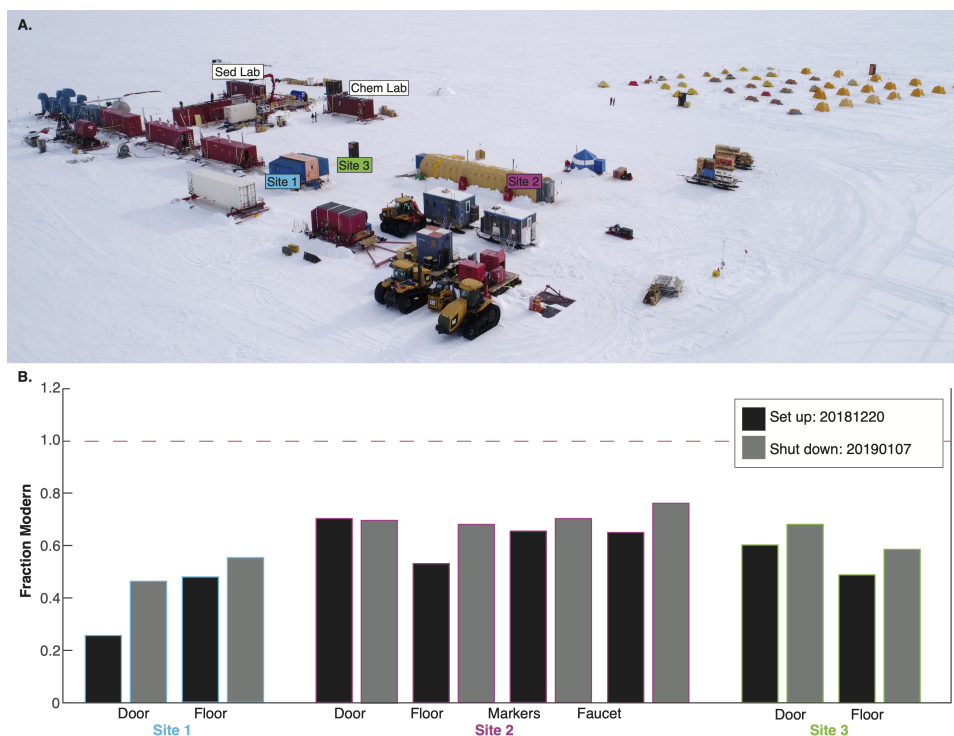 A.
Sed Lab
Chem Lab
Site 3
Site 1
Site 2
B.
1.2
1.0
0.8
0.6
0.4
0.2
0
Fraction Modern
Set up: 20181220
Shut down: 20190107
Door Floor Door Floor Markers Faucet Door Floor
Site 1 Site 2 Site 3